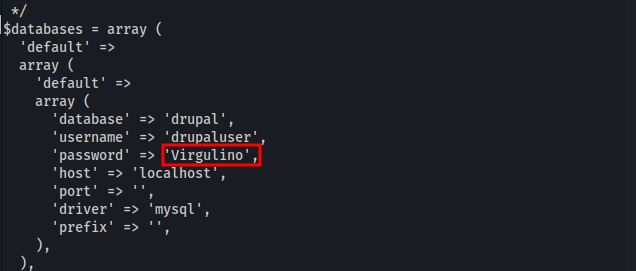 */
$databases = array (
  'default' =>
  array (
    'default' =>
    array (
      'database' => 'drupal',
      'username' => 'drupaluser',
      'password' => 'Virgulino',
      'host' => 'localhost',
      'port' => '',
      'driver' => 'mysql',
      'prefix' => '',
    ),
  ),